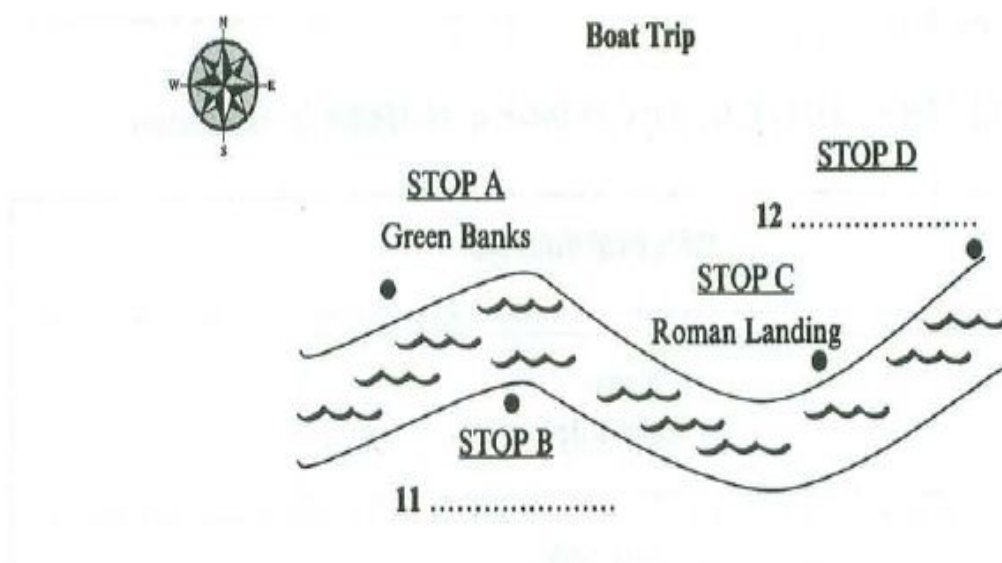 N
Boat Trip
W
E
S
STOP A
Green Banks
STOP D
12 ....................
STOP C
Roman Landing
STOP B
11 ....................